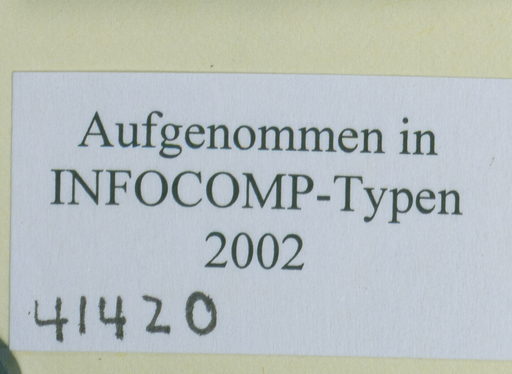 Aufgenommen in
INFOCOMP-Typen
2002
41420